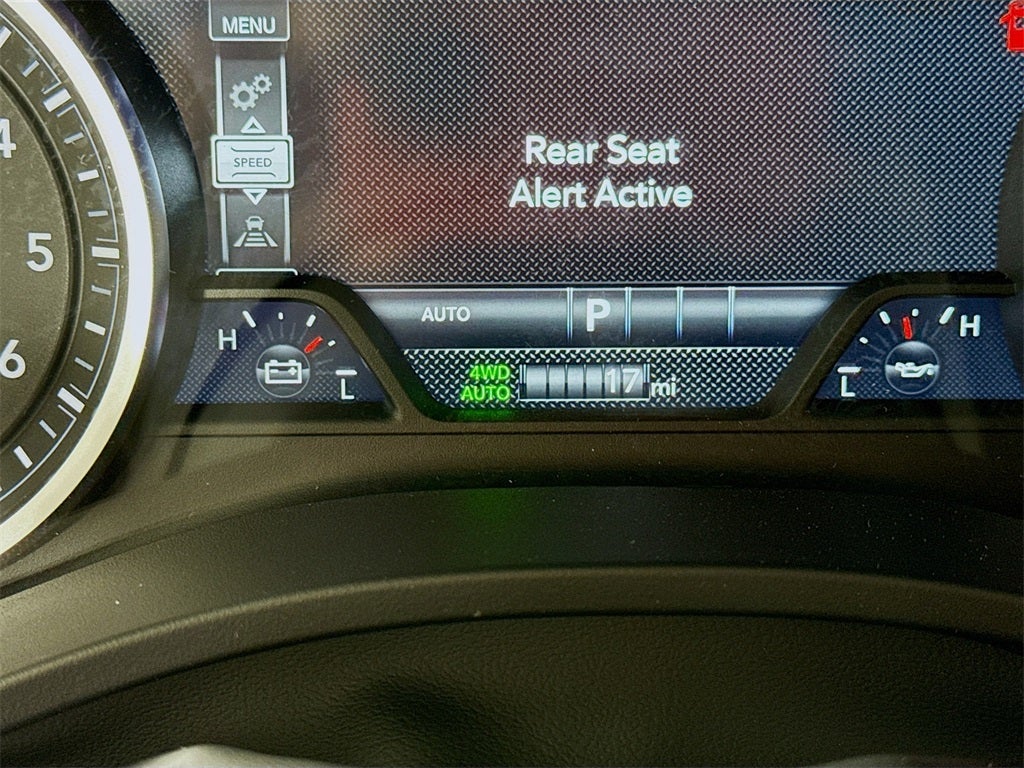 MENU
SPEED
Rear Seat
Alert Active
4
5
6
AUTO
P
H
L
4WD
AUTO
17 mi
H
L